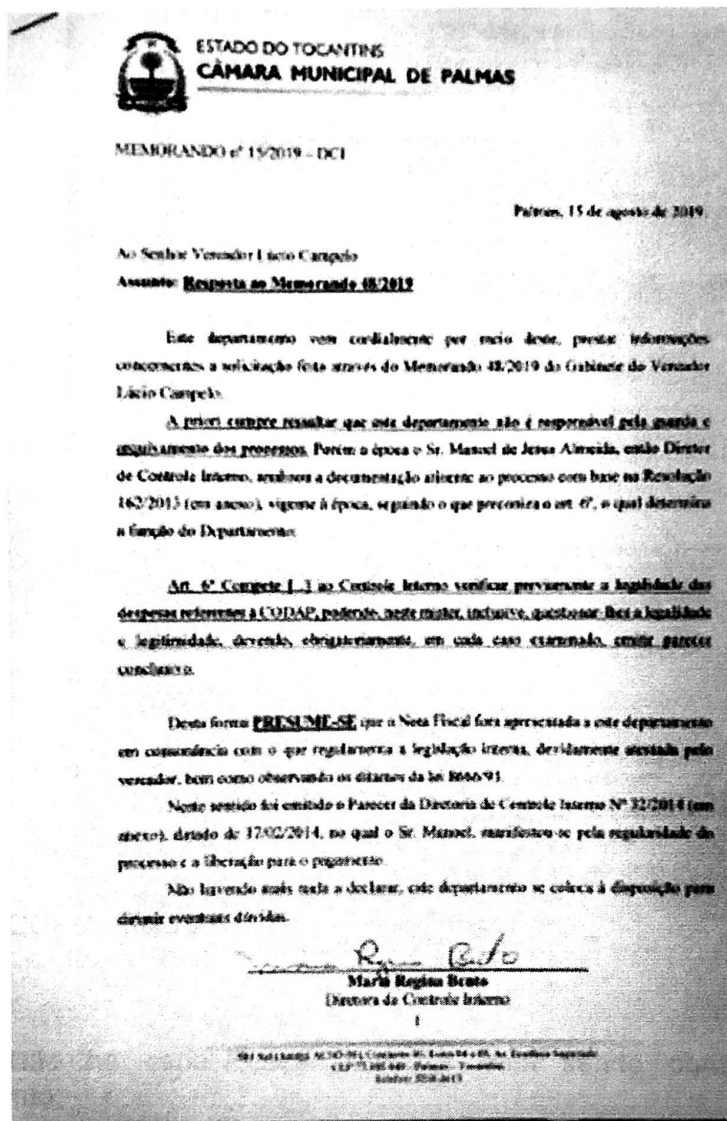 ESTADO DO TOCANTINS
CÂMARA MUNICIPAL DE PALMAS
MEMORANDO nº 15/2019 – DCI
Palmas, 15 de agosto de 2019
Ao Senhor Vereador Lúcio Campelo
Assunto: Resposta ao Memorando 48/2019
Este departamento vem cordialmente por meio deste, prestar informações
concernentes a solicitação feita através do Memorando 48/2019 do Gabinete do Vereador
Lúcio Campelo.
A priori cumpre ressaltar que este departamento não é responsável pela guarda e
arquivamento dos processos. Porém a época o Sr. Manoel de Jesus Almeida, então Diretor
de Controle Interno, analisou a documentação atinente ao processo com base na Resolução
162/2013 (em anexo), vigente à época, seguindo o que preconiza o art. 6º, o qual determina
a função do Departamento:
Art. 6º Compete [...] ao Controle Interno verificar previamente a legalidade das
despesas referentes à CODAP, podendo, neste mister, inclusive, questionar-lhes a legalidade
e legitimidade, devendo, obrigatoriamente, em cada caso examinado, emitir parecer
conclusivo.
Desta forma PRESUME-SE que a Nota Fiscal fora apresentada a este departamento
em consonância com o que regulamenta a legislação interna, devidamente atestada pelo
vereador, bem como observando os ditames da lei 8666/93.
Neste sentido foi emitido o Parecer da Diretoria de Controle Interno Nº 32/2014 (em
anexo), datado de 17/02/2014, no qual o Sr. Manoel, manifestou-se pela regularidade do
processo e a liberação para o pagamento.
Não havendo mais nada a declarar, este departamento se coloca à disposição para
dirimir eventuais dúvidas.
Regina Bento
Maria Regina Bento
Diretora de Controle Interno
1
Palmas - Tocantins